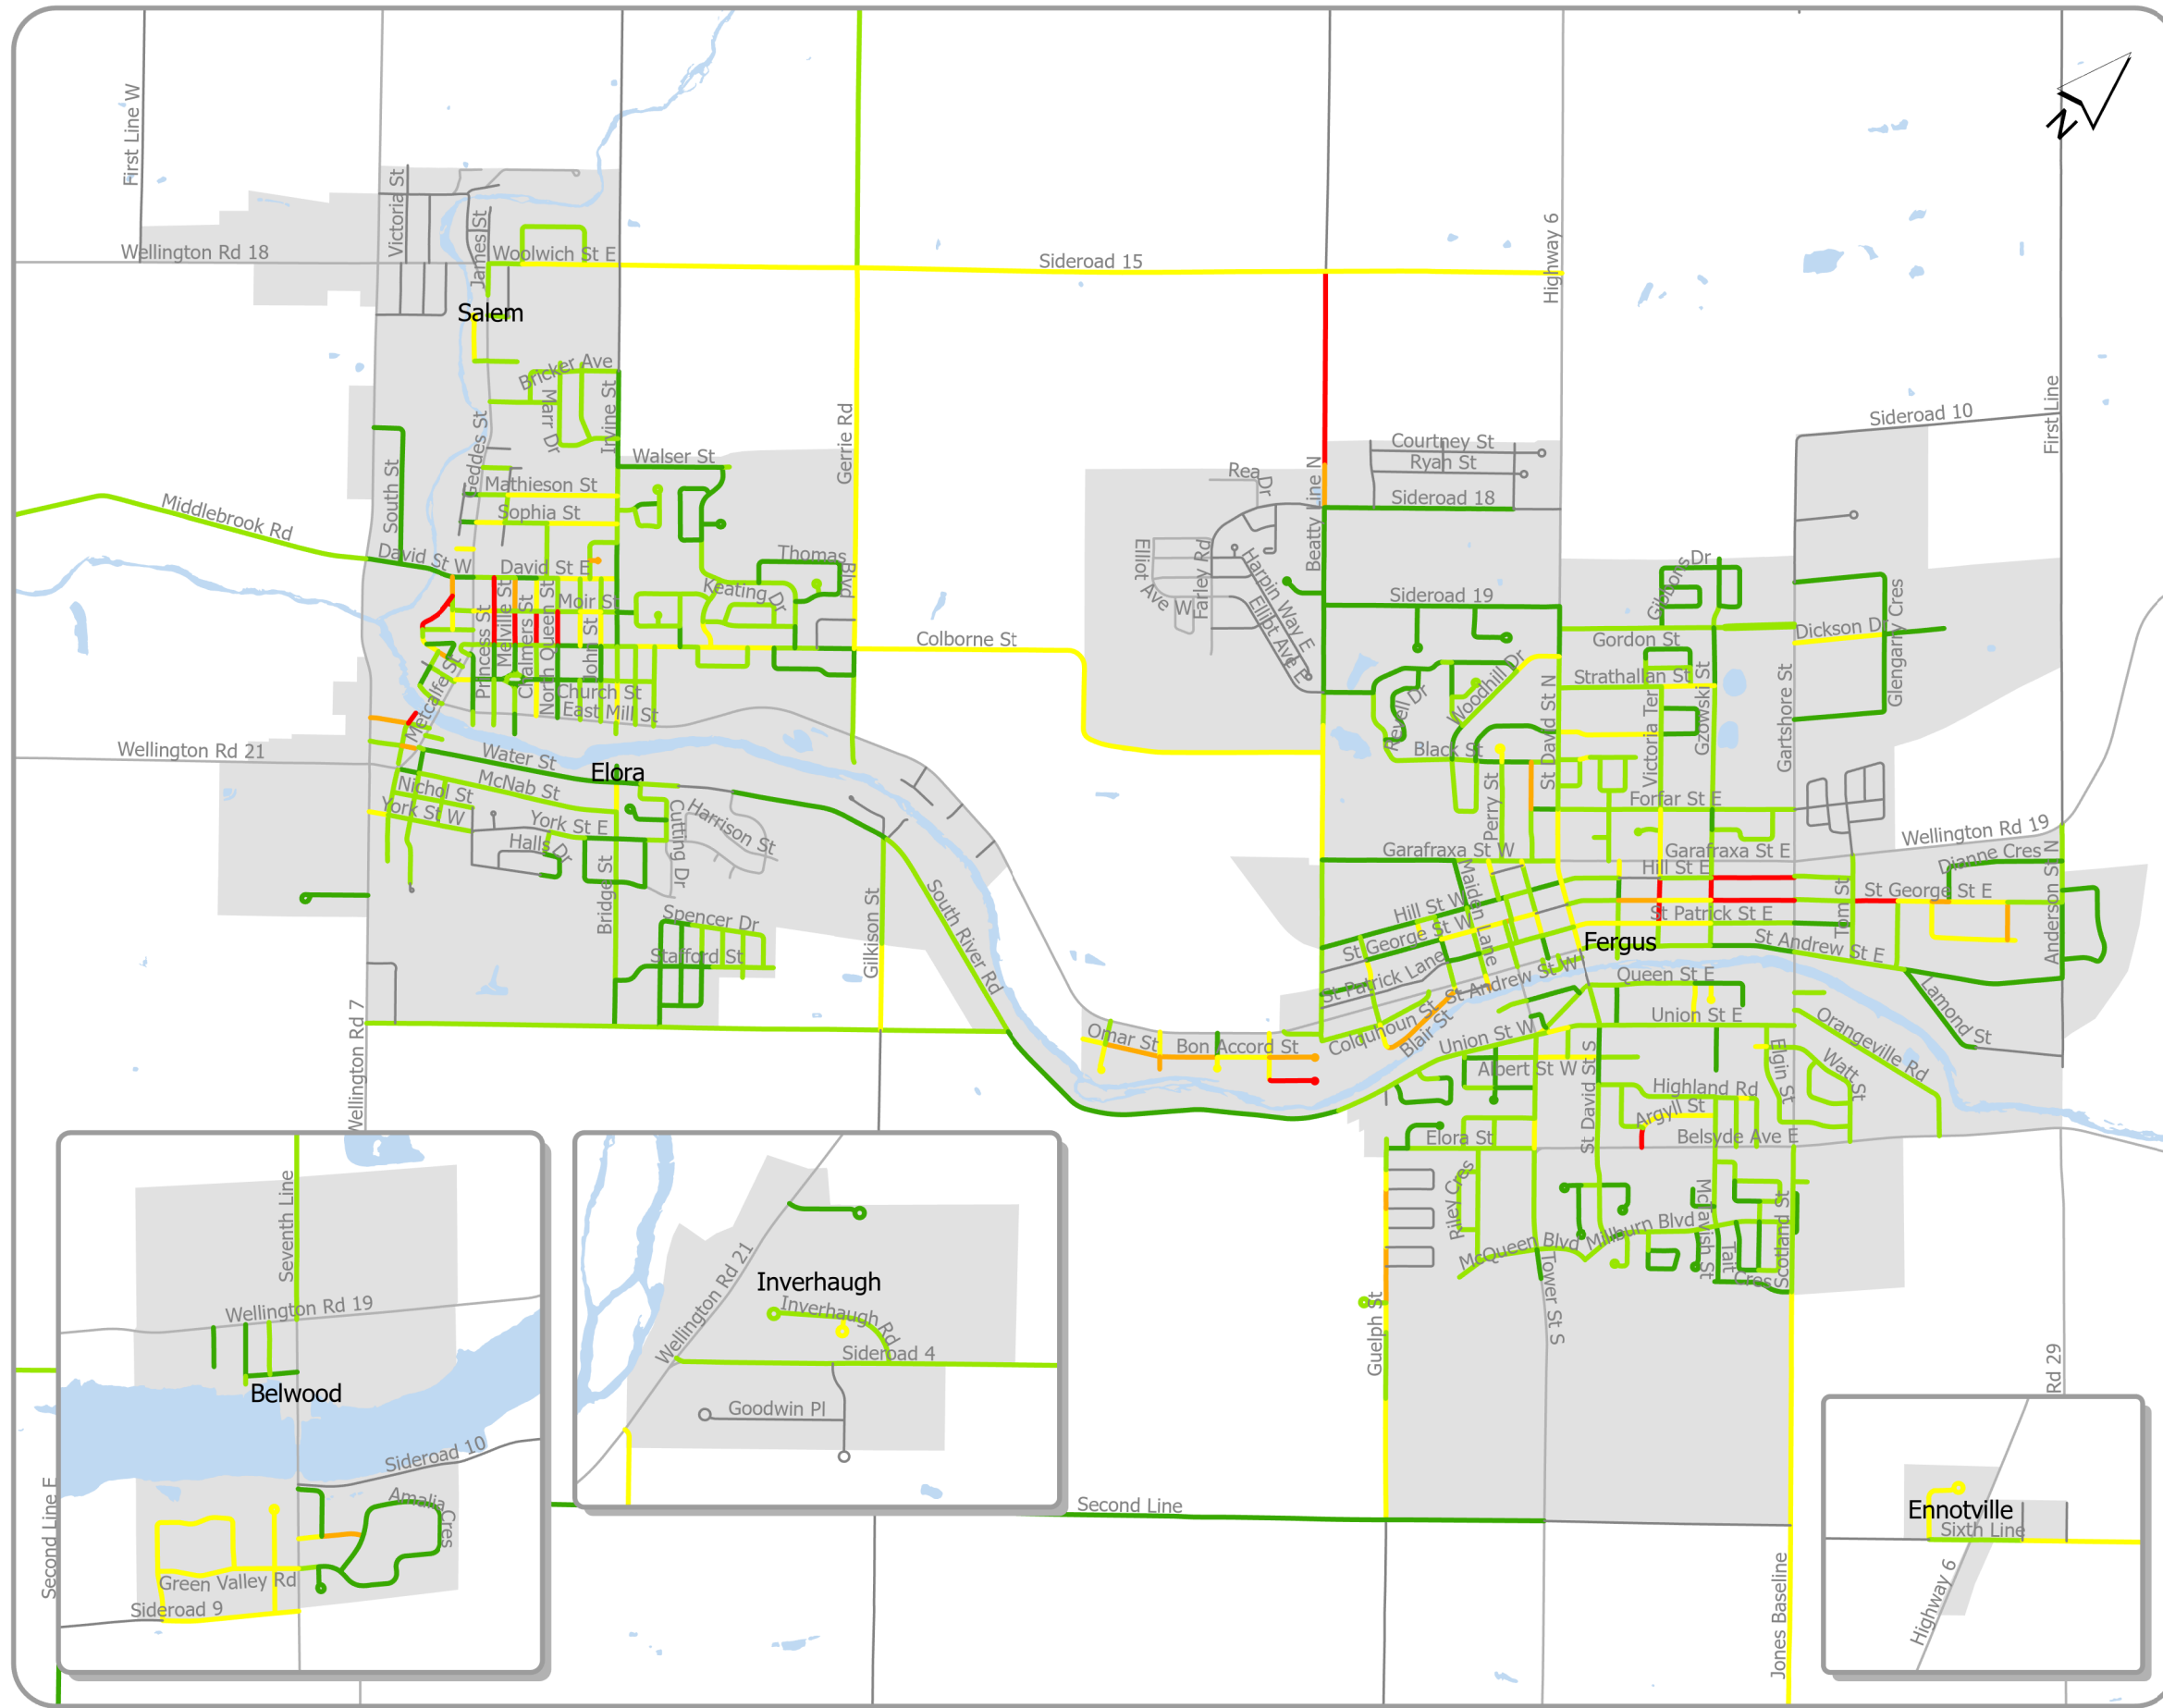 First Line W
N
Victoria St
James St
Highway 6
Wellington Rd 18
Woolwich St E
Sideroad 15
Salem
Bricker Ave
Marr Dr
Irvine St
Gerrie Rd
First Line
Sideroad 10
Geddes St
South St
Walser St
Courtney St
Ryan St
Rea Dr
Beatty Line N
Sideroad 18
Middlebrook Rd
Mathieson St
Sophia St
David St W
David St E
Thomas Blvd
Elliot Ave W
Farley Rd
Harpin Way E
Elliot Ave E
Keating Dr
Moir St
Sideroad 19
Gibbons Dr
Gordon St
Dickson Dr
Glengarry Cres
Princess St
Melville St
Chalmers St
North Queen St
John St
Colborne St
Metcalfe St
Church St
East Mill St
Revell Dr
Woodhill Dr
St David St N
Strathallan St
Victoria Ter
Gzowski St
Gartshore St
Wellington Rd 21
Water St
Elora
McNab St
Nichol St
York St W
York St E
Halls Dr
Bridge St
Cutting Dr
Harrison St
Black St
Perry St
Forfar St E
Wellington Rd 19
Garafraxa St W
Garafraxa St E
Hill St E
Dianne Cres
Anderson St N
Maiden Lane
Tom St
St George St E
Hill St W
St George St W
St Patrick St E
Fergus
St Andrew St E
St Patrick Lane
St Andrew St W
Queen St E
Spencer Dr
Stafford St
Gilkison St
South River Rd
Lamond St
Omar St
Bon Accord St
Colquhoun St
Blair St
Union St W
Union St E
Orangeville Rd
Albert St W
St David St S
Highland Rd
Argyll St
Elgin St
Watt St
Wellington Rd 7
Elora St
Belsyde Ave E
Riley Cres
McQueen Blvd
Millburn Blvd
McTavish St
Tait Cres
Scotland St
Tower St S
Guelph St
Rd 29
Seventh Line
Wellington Rd 19
Belwood
Sideroad 10
Amalia Cres
Green Valley Rd
Sideroad 9
Second Line E
Wellington Rd 21
Inverhaugh
Inverhaugh Rd
Sideroad 4
Goodwin Pl
Second Line
Jones Baseline
Ennotville
Sixth Line
Highway 6